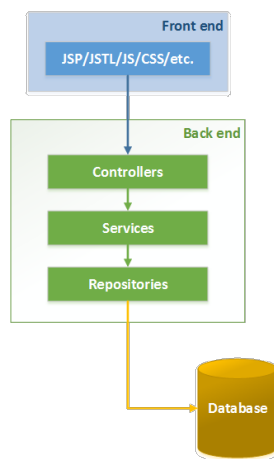 Front end
JSP/JSTL/JS/CSS/etc.
Back end
Controllers
Services
Repositories
Database